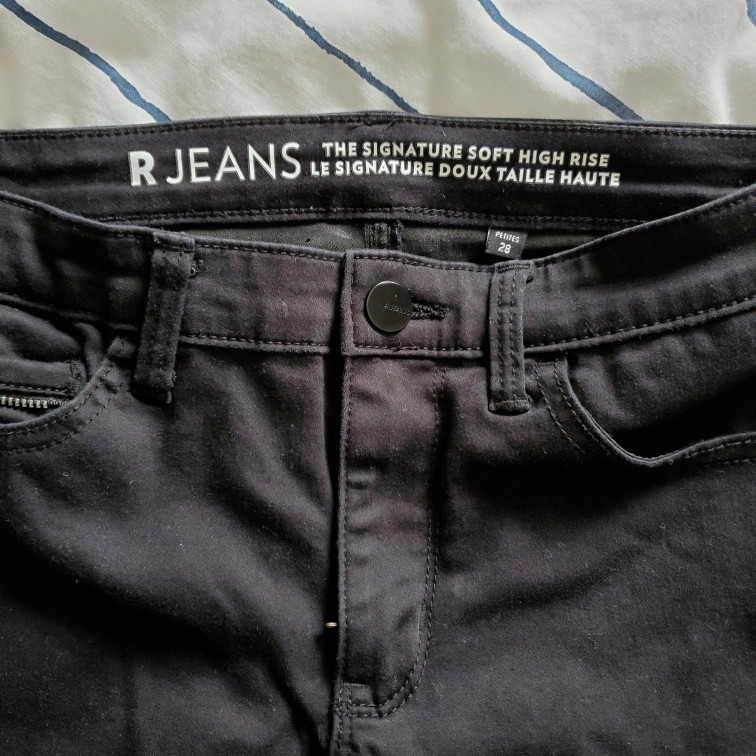 R JEANS
THE SIGNATURE SOFT HIGH RISE
LE SIGNATURE DOUX TAILLE HAUTE
PETITES
28